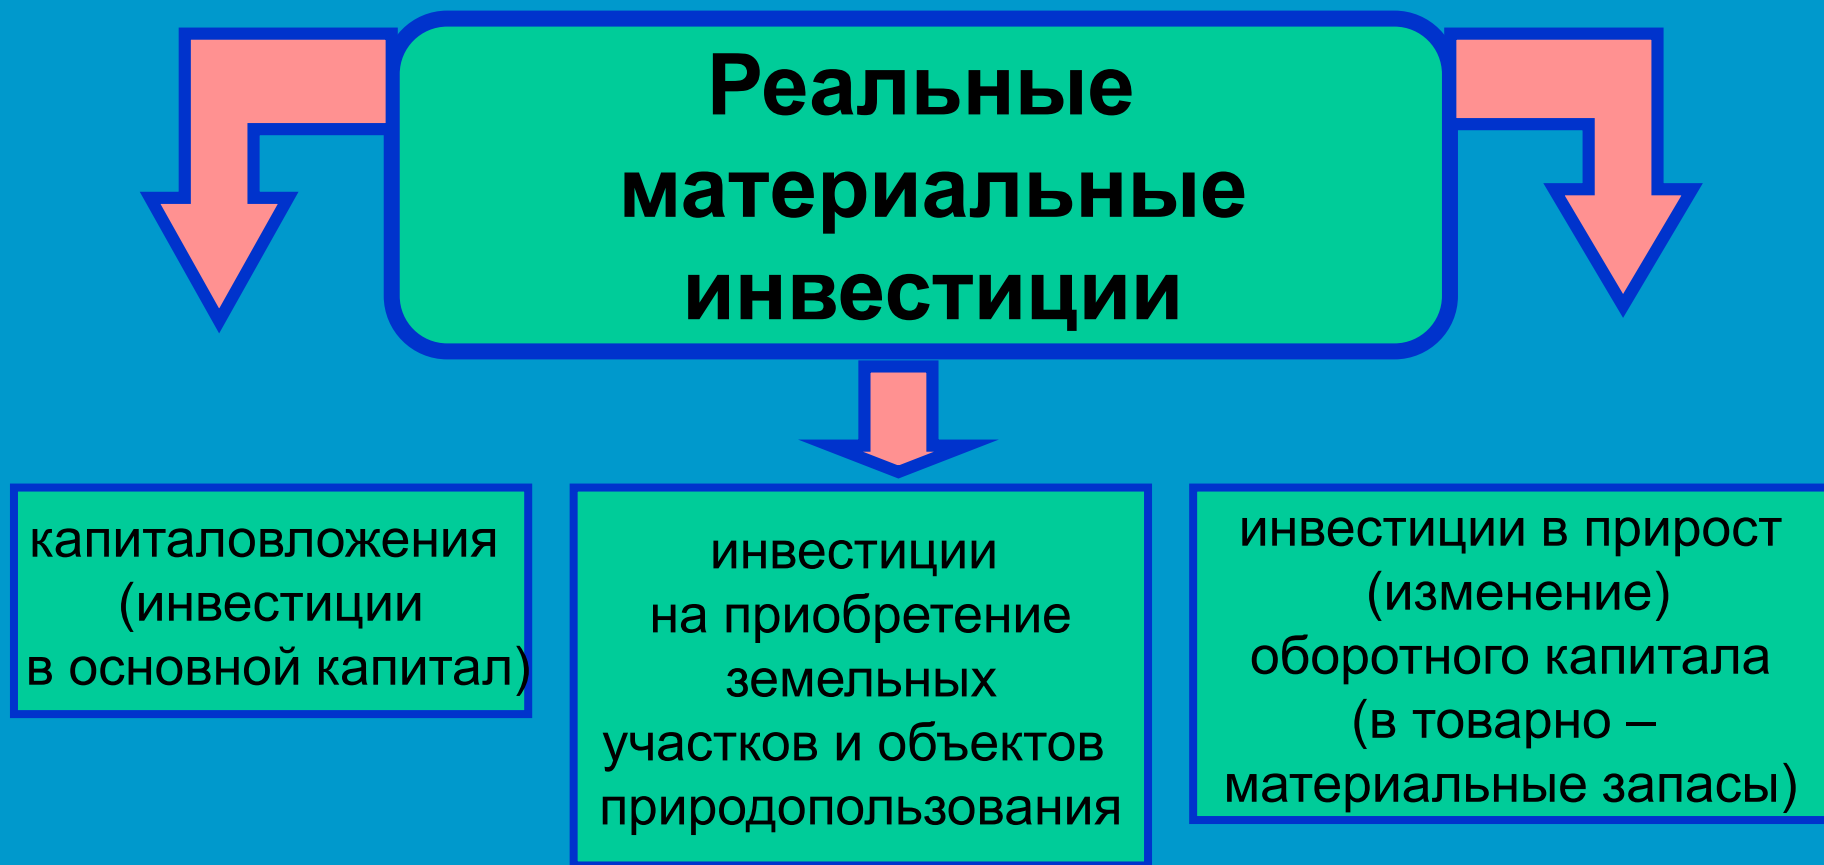 Реальные
материальные
инвестиции
капиталовложения
(инвестиции
в основной капитал)
инвестиции
на приобретение
земельных
участков и объектов
природопользования
инвестиции в прирост
(изменение)
оборотного капитала
(в товарно –
материальные запасы)